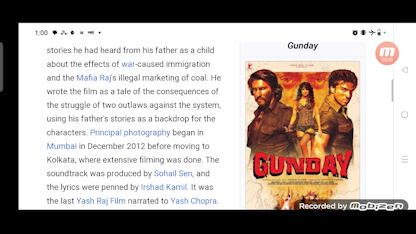 1:00
stories he had heard from his father as a child
about the effects of war-caused immigration
and the Mafia Raj's illegal marketing of coal. He
wrote the film as a tale of the consequences of
the struggle of two outlaws against the system,
using his father's stories as a backdrop for the
characters. Principal photography began in
Mumbai in December 2012 before moving to
Kolkata, where extensive filming was done. The
soundtrack was produced by Sohail Sen, and
the lyrics were penned by Irshad Kamil. It was
the last Yash Raj Film narrated to Yash Chopra.
Gunday
GUNDAY
Recorded by Mobizen